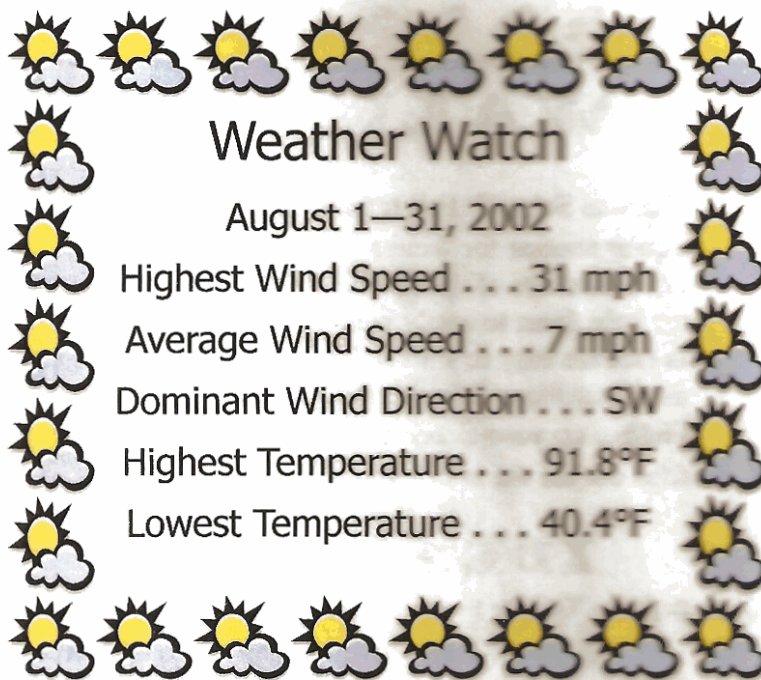 Weather Watch
August 1—31, 2002
Highest Wind Speed . . . 31 mph
Average Wind Speed . . . 7 mph
Dominant Wind Direction . . . SW
Highest Temperature . . . 91.8°F
Lowest Temperature . . . 40.4°F